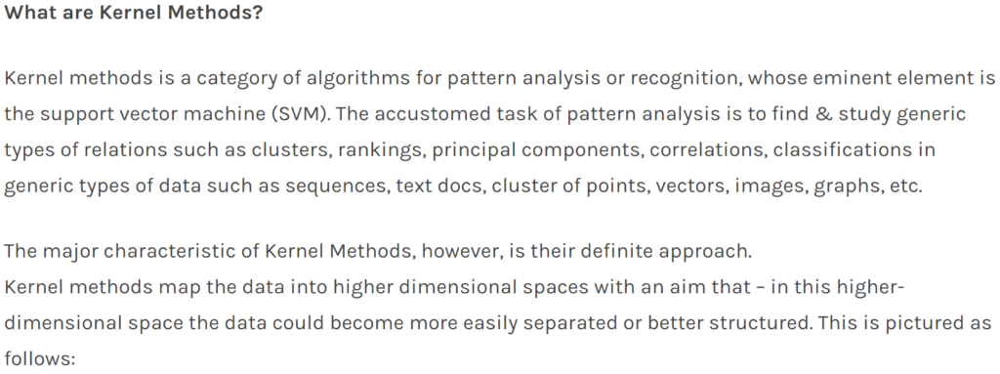 What are Kernel Methods?
Kernel methods is a category of algorithms for pattern analysis or recognition, whose eminent element is
the support vector machine (SVM). The accustomed task of pattern analysis is to find & study generic
types of relations such as clusters, rankings, principal components, correlations, classifications in
generic types of data such as sequences, text docs, cluster of points, vectors, images, graphs, etc.
The major characteristic of Kernel Methods, however, is their definite approach.
Kernel methods map the data into higher dimensional spaces with an aim that – in this higher-
dimensional space the data could become more easily separated or better structured. This is pictured as
follows: